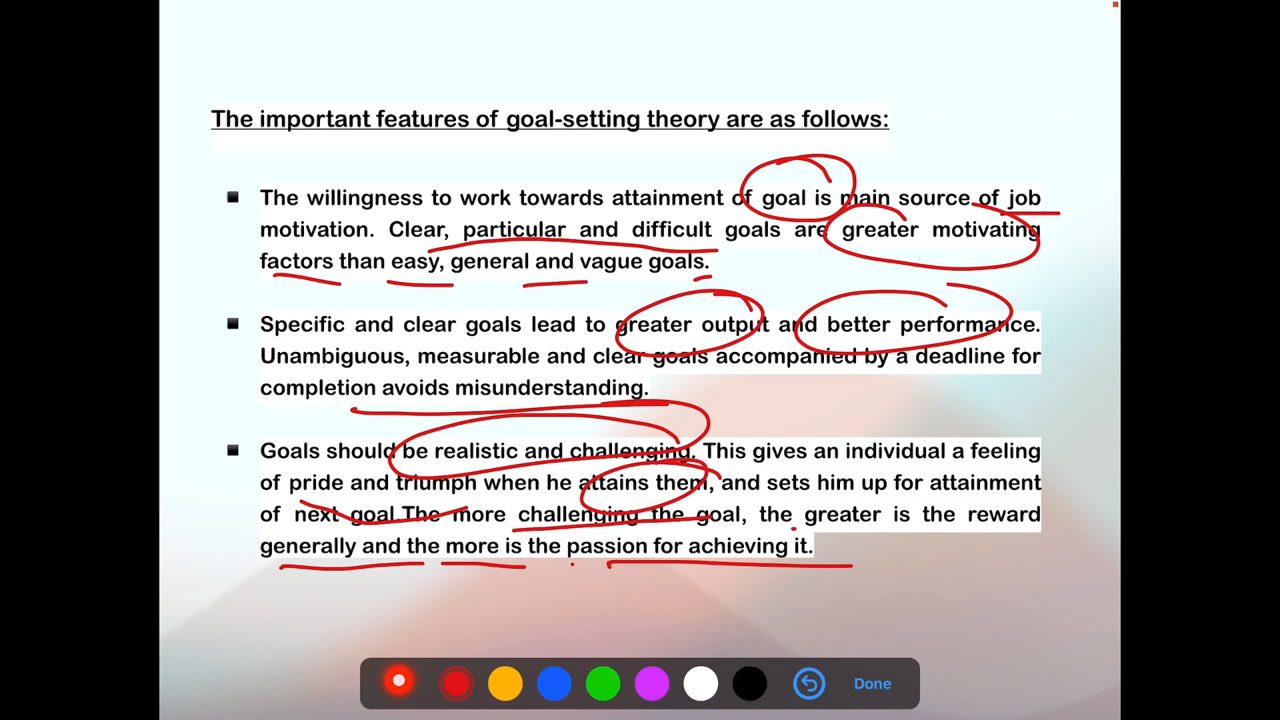 The important features of goal-setting theory are as follows:
▪ The willingness to work towards attainment of goal is main source of job
motivation. Clear, particular and difficult goals are greater motivating
factors than easy, general and vague goals.
▪ Specific and clear goals lead to greater output and better performance.
Unambiguous, measurable and clear goals accompanied by a deadline for
completion avoids misunderstanding.
▪ Goals should be realistic and challenging. This gives an individual a feeling
of pride and triumph when he attains them, and sets him up for attainment
of next goal.The more challenging the goal, the greater is the reward
generally and the more is the passion for achieving it.
Done